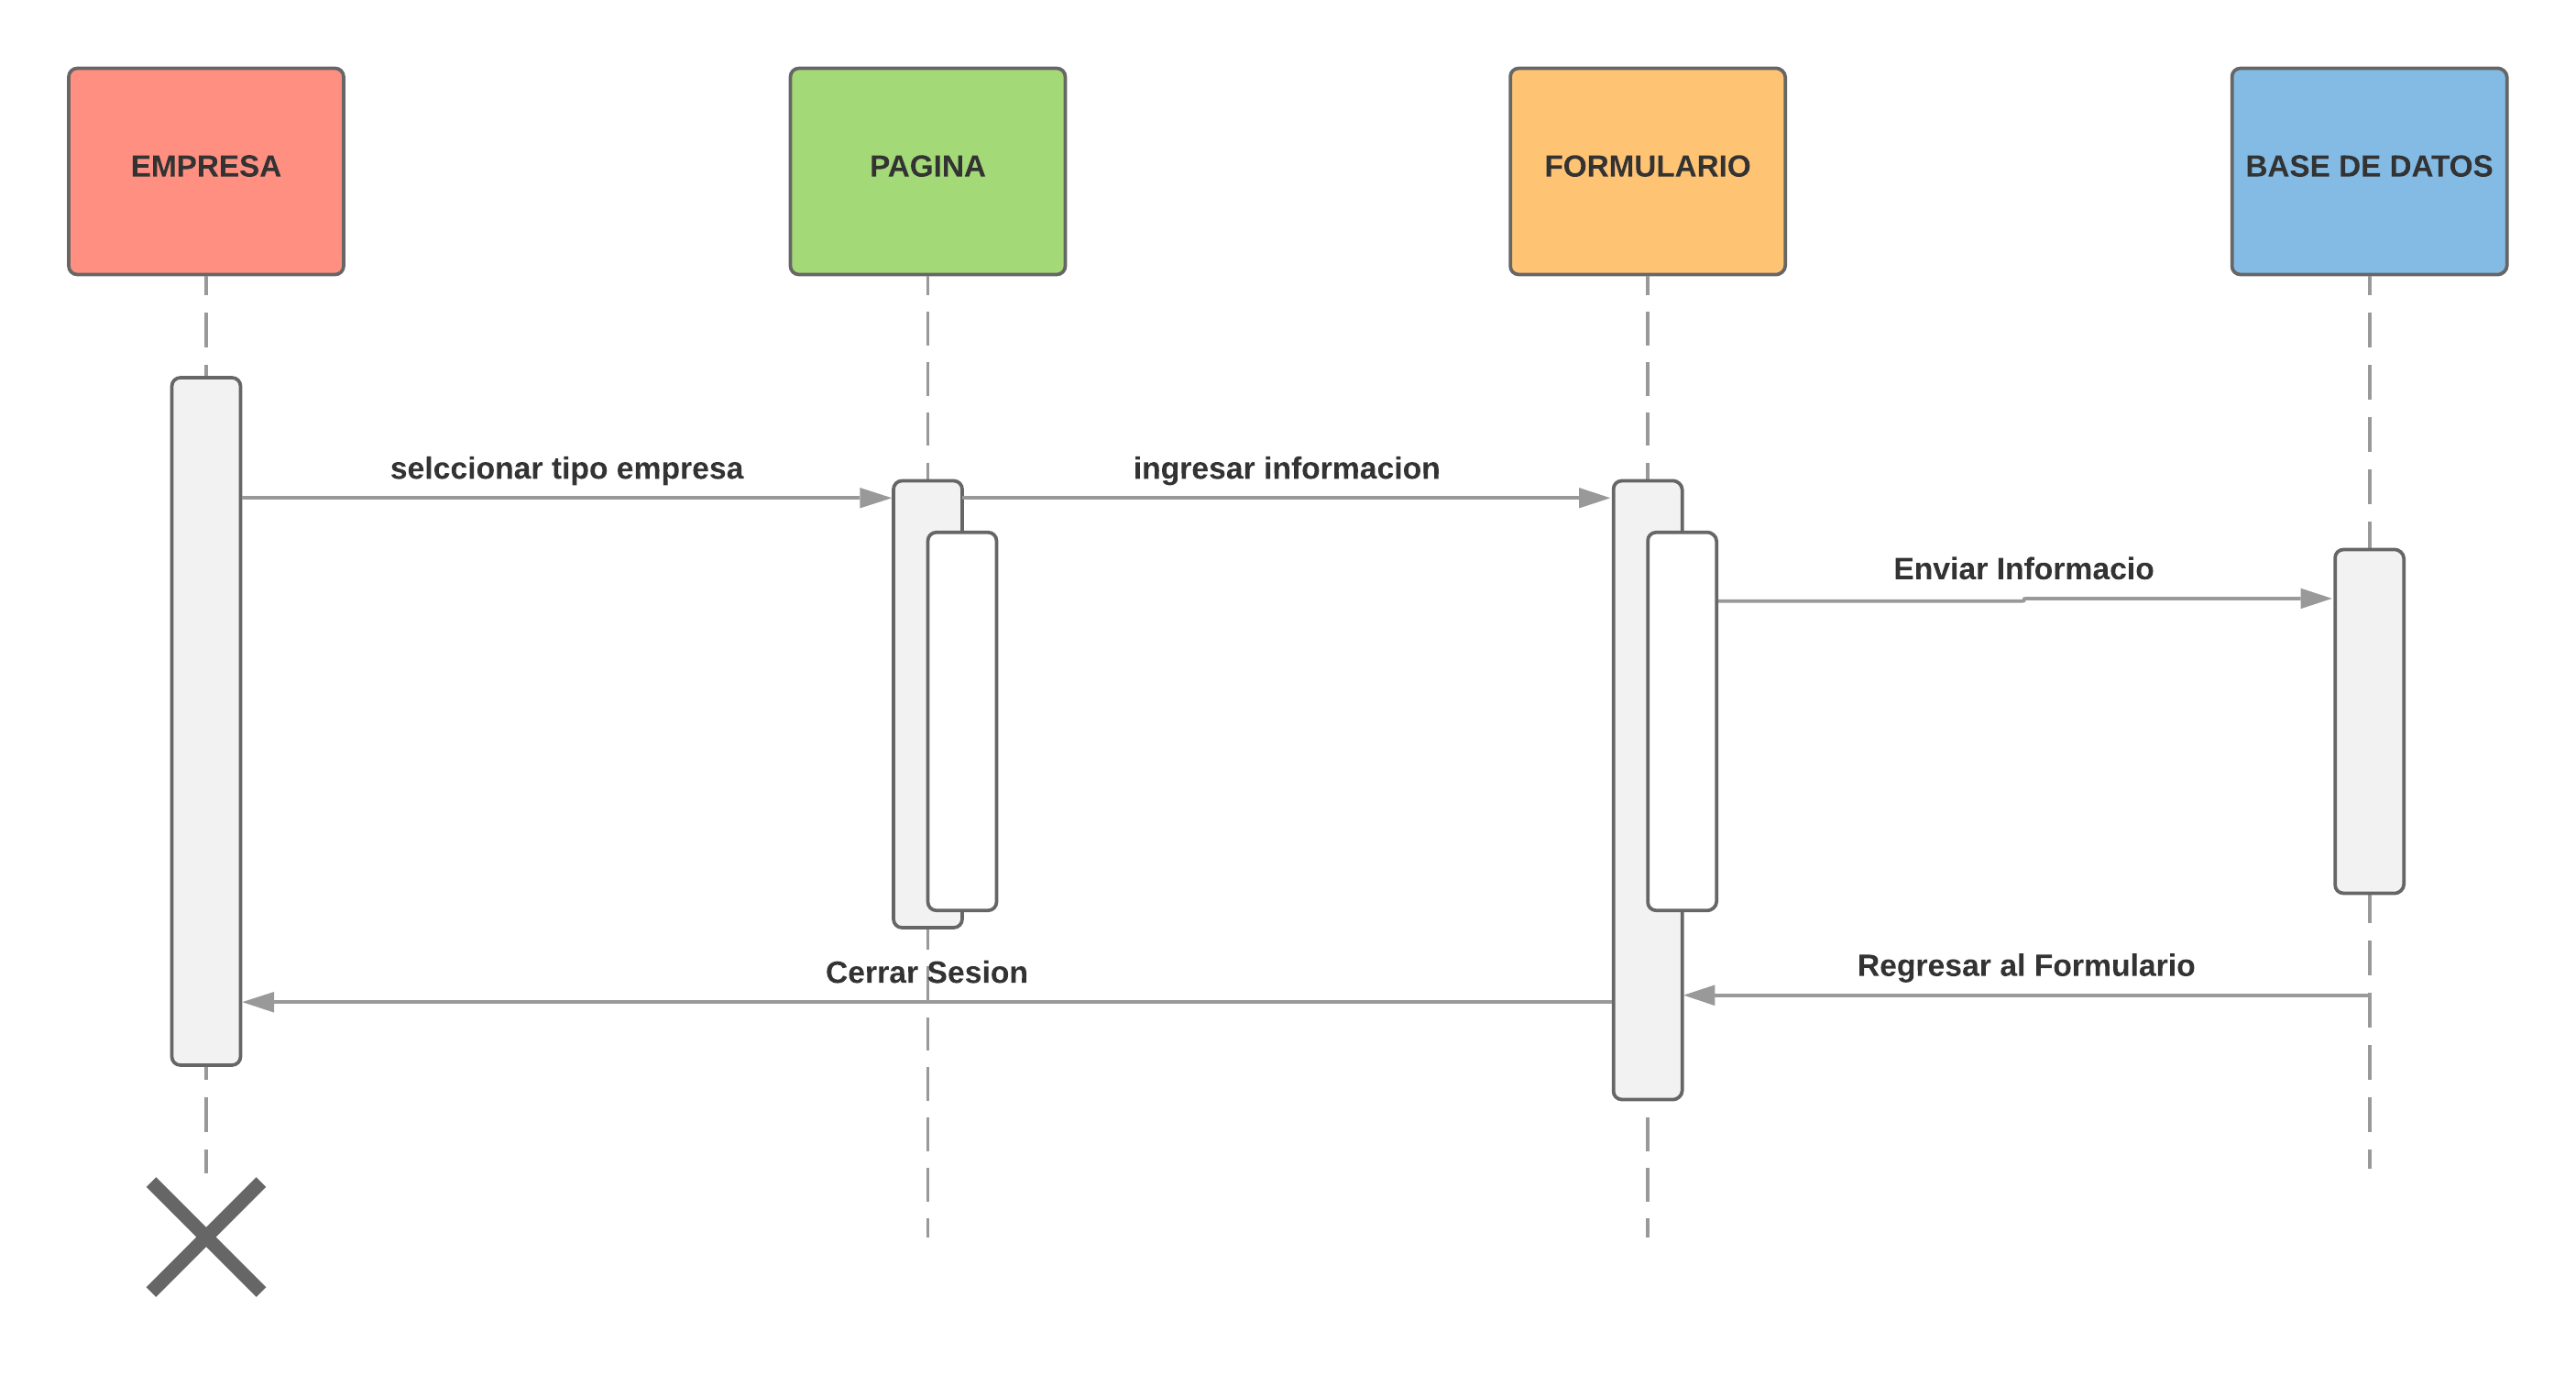 EMPRESA
PAGINA
FORMULARIO
BASE DE DATOS
selccionar tipo empresa
ingresar informacion
Enviar Informacio
Regresar al Formulario
Cerrar Sesion